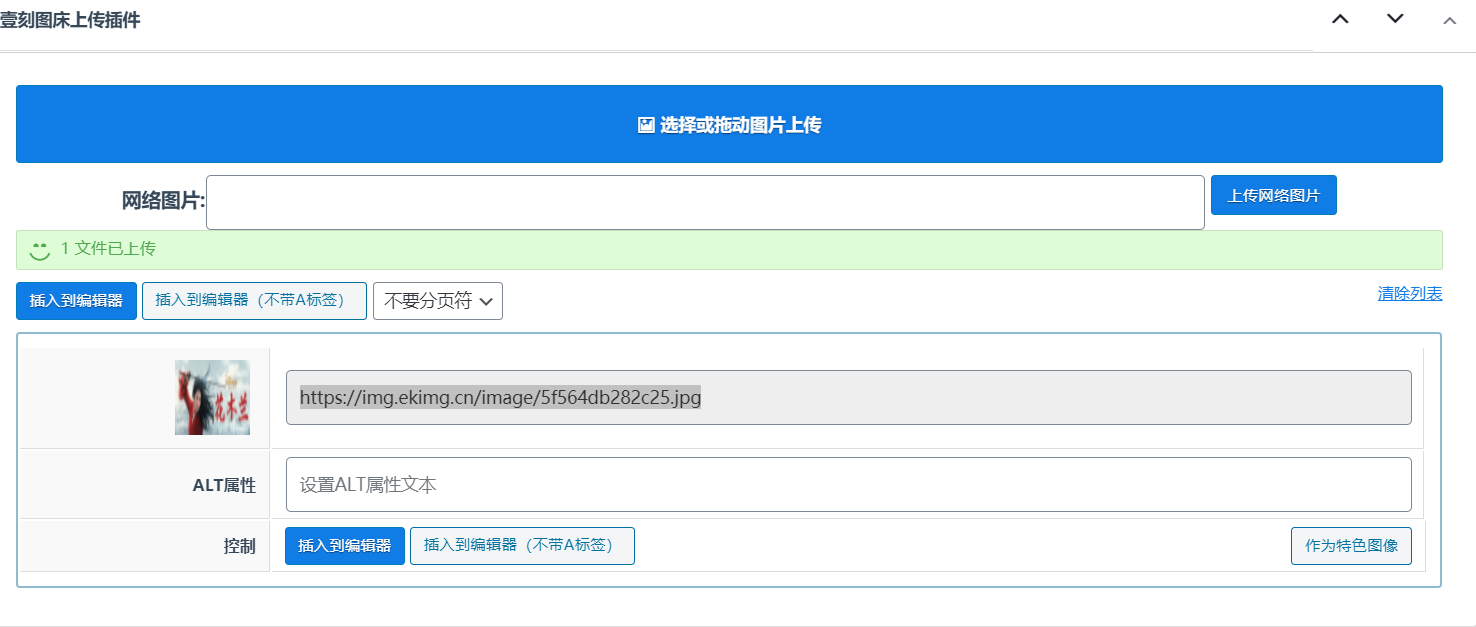 壹刻图床上传插件
选择或拖动图片上传
网络图片:
上传网络图片
1 文件已上传
插入到编辑器
插入到编辑器（不带A标签）
不要分页符
清除列表
花木兰
https://img.ekimg.cn/image/5f564db282c25.jpg
ALT属性
设置ALT属性文本
控制
插入到编辑器
插入到编辑器（不带A标签）
作为特色图像